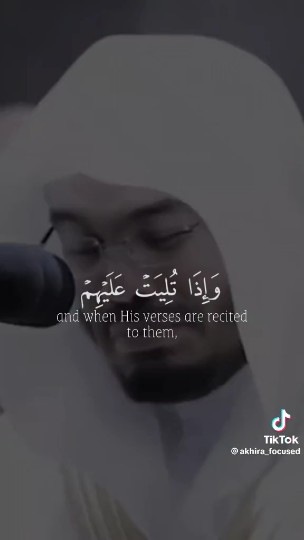 وَإِذَا تُلِيَتۡ عَلَيۡهِمۡ
and when His verses are recited
to them,
TikTok
@akhira_focused